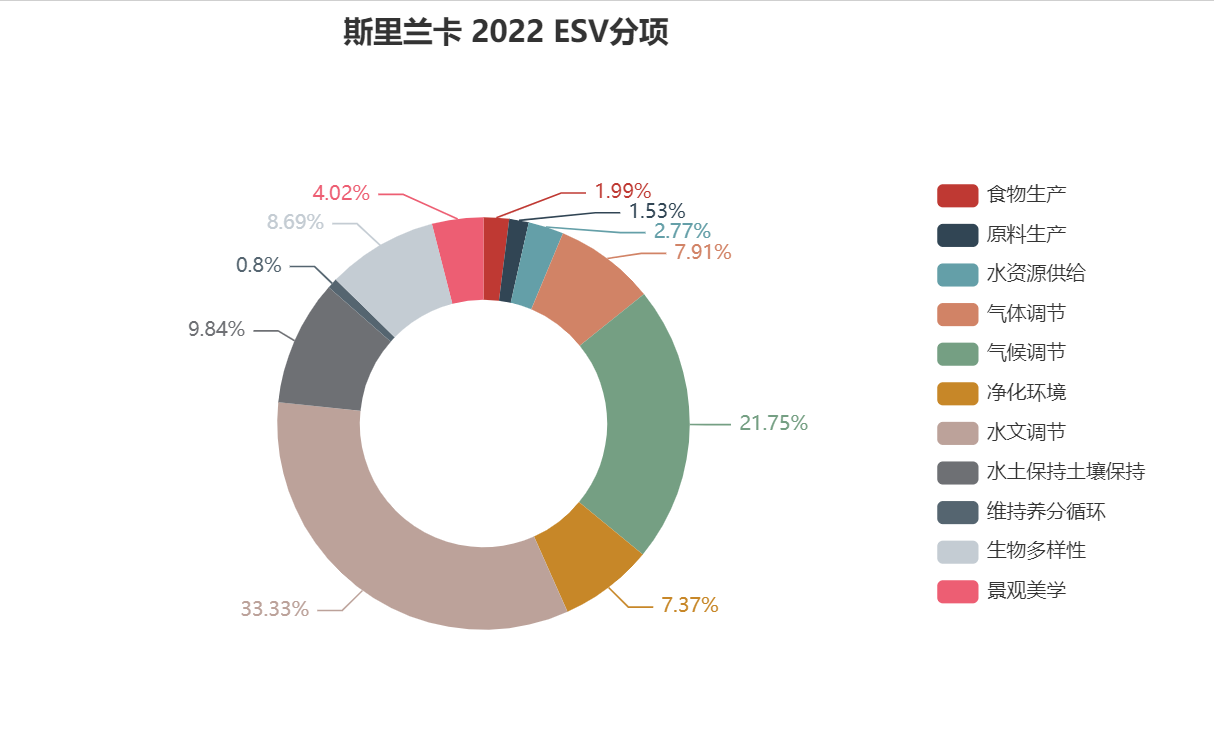 斯里兰卡 2022 ESV分项
4.02%
1.99%
1.53%
8.69%
2.77%
7.91%
0.8%
9.84%
21.75%
33.33%
7.37%
食物生产
原料生产
水资源供给
气体调节
气候调节
净化环境
水文调节
水土保持土壤保持
维持养分循环
生物多样性
景观美学